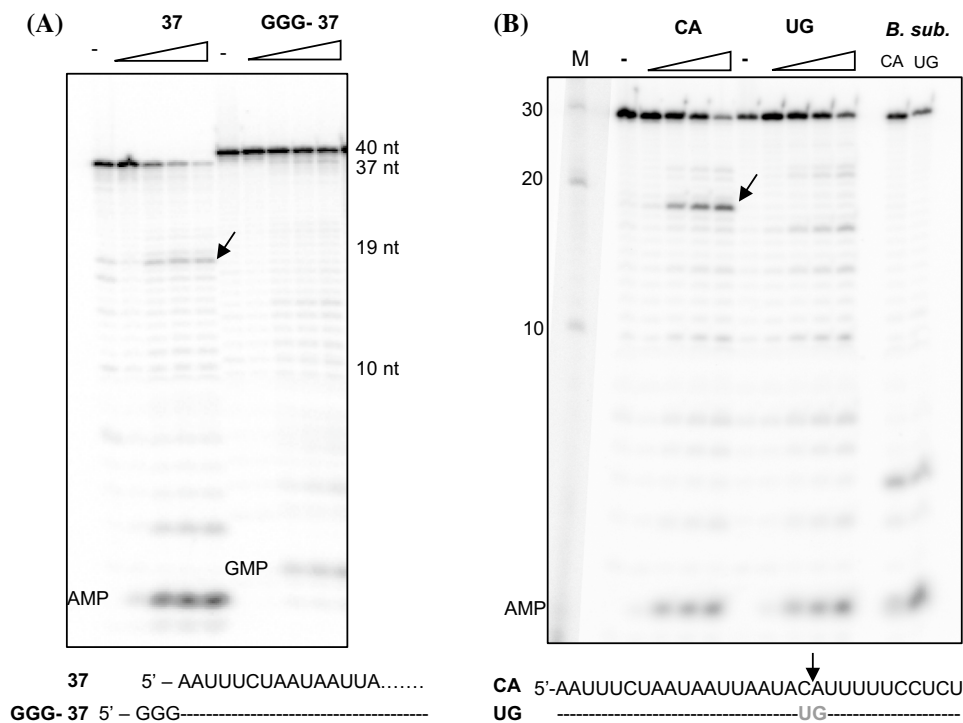 (A)
37 GGG- 37
- -
40 nt
37 nt
19 nt
10 nt
GMP
AMP
37 5’ – AAUUUCUAAUAAUUA.......
GGG- 37 5’ – GGG--------------------------------------
(B)
CA UG B. sub.
M - - CA UG
30
20
10
AMP
CA 5’-AAUUUCUAAUAAUUAAUACAUUUUUCCUCU
UG ------------------------------------UG----------------------